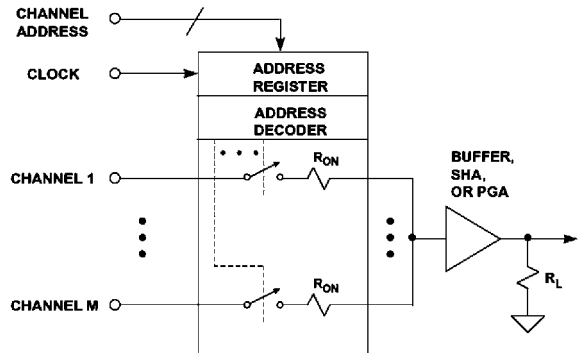 CHANNEL
ADDRESS
CLOCK
ADDRESS
REGISTER
ADDRESS
DECODER
BUFFER,
SHA,
OR PGA
CHANNEL 1
RON
RL
CHANNEL M
RON